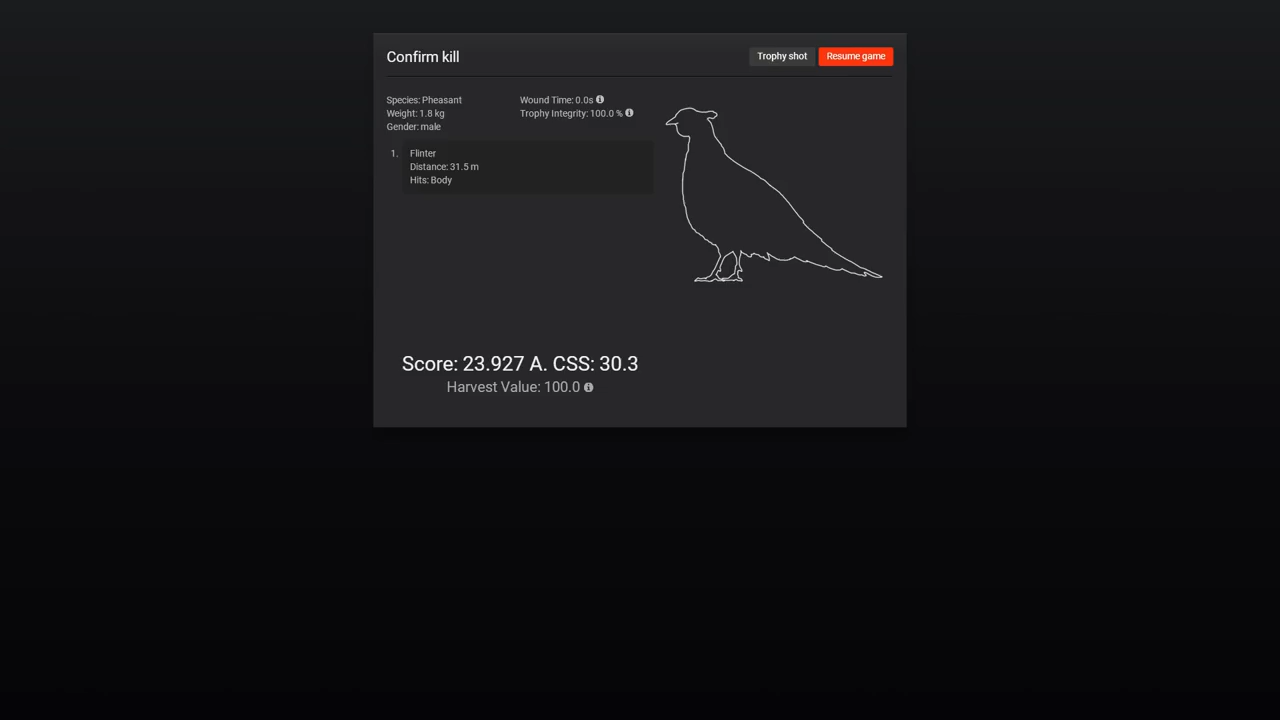 Confirm kill
Trophy shot
Resume game
Species: Pheasant
Weight: 1.8 kg
Gender: male
Wound Time: 0.0s
Trophy Integrity: 100.0 %
1.
Flinter
Distance: 31.5 m
Hits: Body
Score: 23.927 A. CSS: 30.3
Harvest Value: 100.0